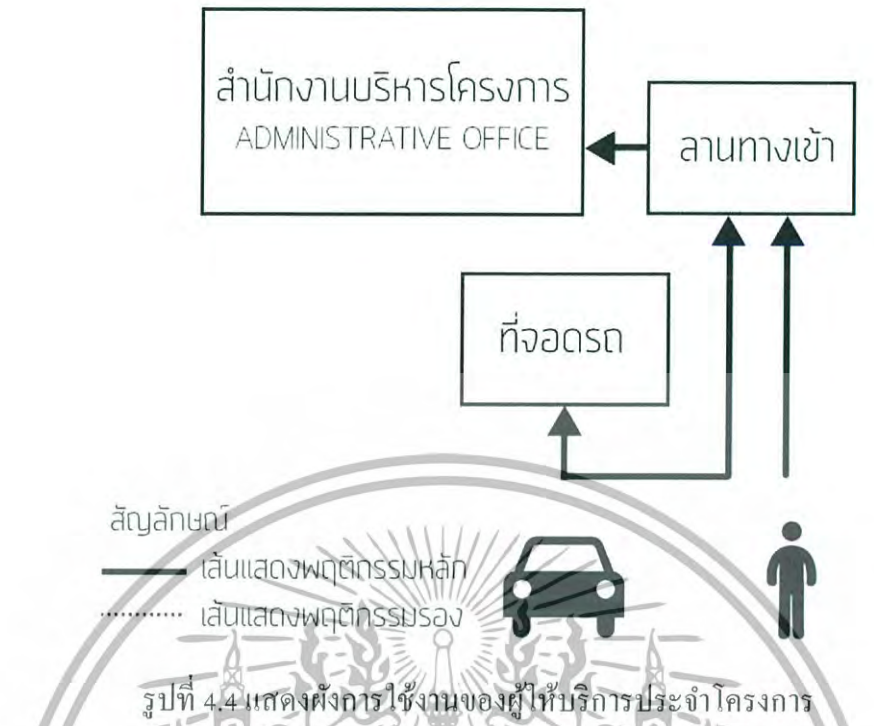 สำนักงานบริหารโครงการ
ADMINISTRATIVE OFFICE
ลานทางเข้า
ที่จอดรถ
สัญลักษณ์
เส้นแสดงพฤติกรรมหลัก
เส้นแสดงพฤติกรรมรอง
รูปที่ 4.4 แสดงผังการใช้งานของผู้ให้บริการประจำโครงการ